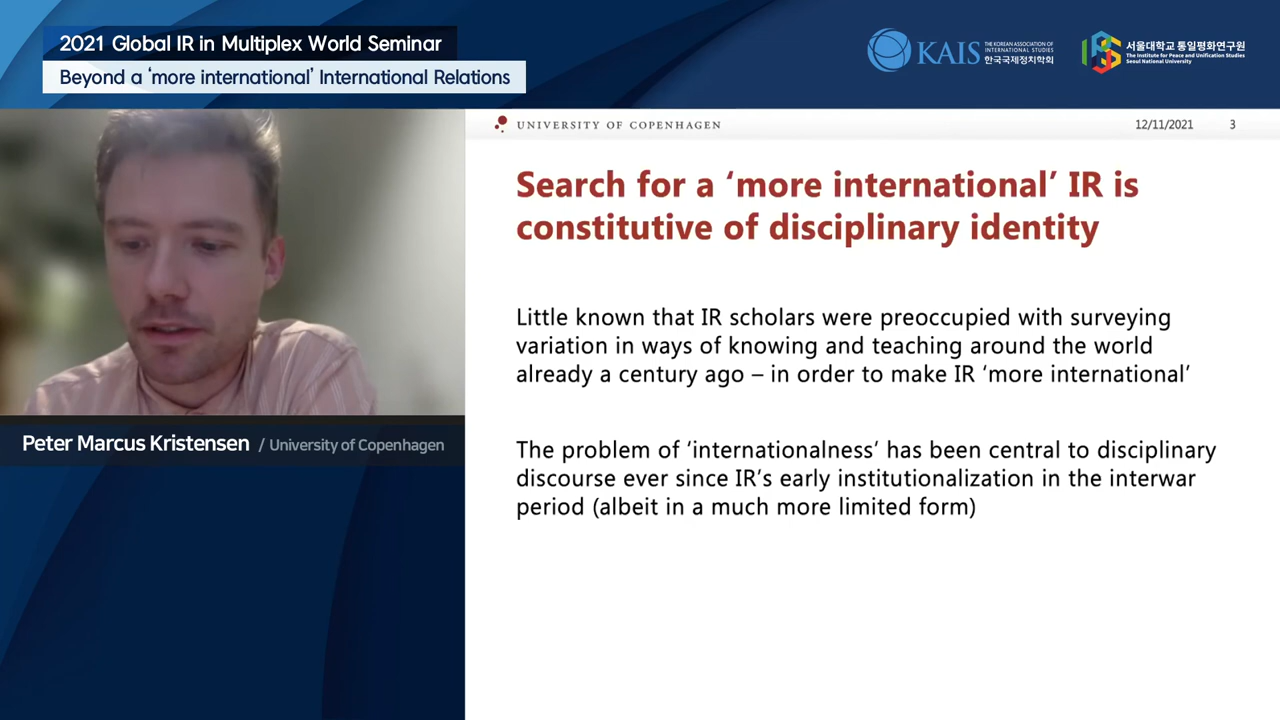 2021 Global IR in Multiplex World Seminar
Beyond a ‘more international’ International Relations
KAIS
THE KOREAN ASSOCIATION OF
INTERNATIONAL STUDIES
한국국제정치학회
서울대학교 통일평화연구원
The Institute for Peace and Unification Studies
Seoul National University
UNIVERSITY OF COPENHAGEN
12/11/2021 3
Search for a ‘more international’ IR is
constitutive of disciplinary identity
Little known that IR scholars were preoccupied with surveying
variation in ways of knowing and teaching around the world
already a century ago – in order to make IR ‘more international’
The problem of ‘internationalness’ has been central to disciplinary
discourse ever since IR’s early institutionalization in the interwar
period (albeit in a much more limited form)
Peter Marcus Kristensen / University of Copenhagen